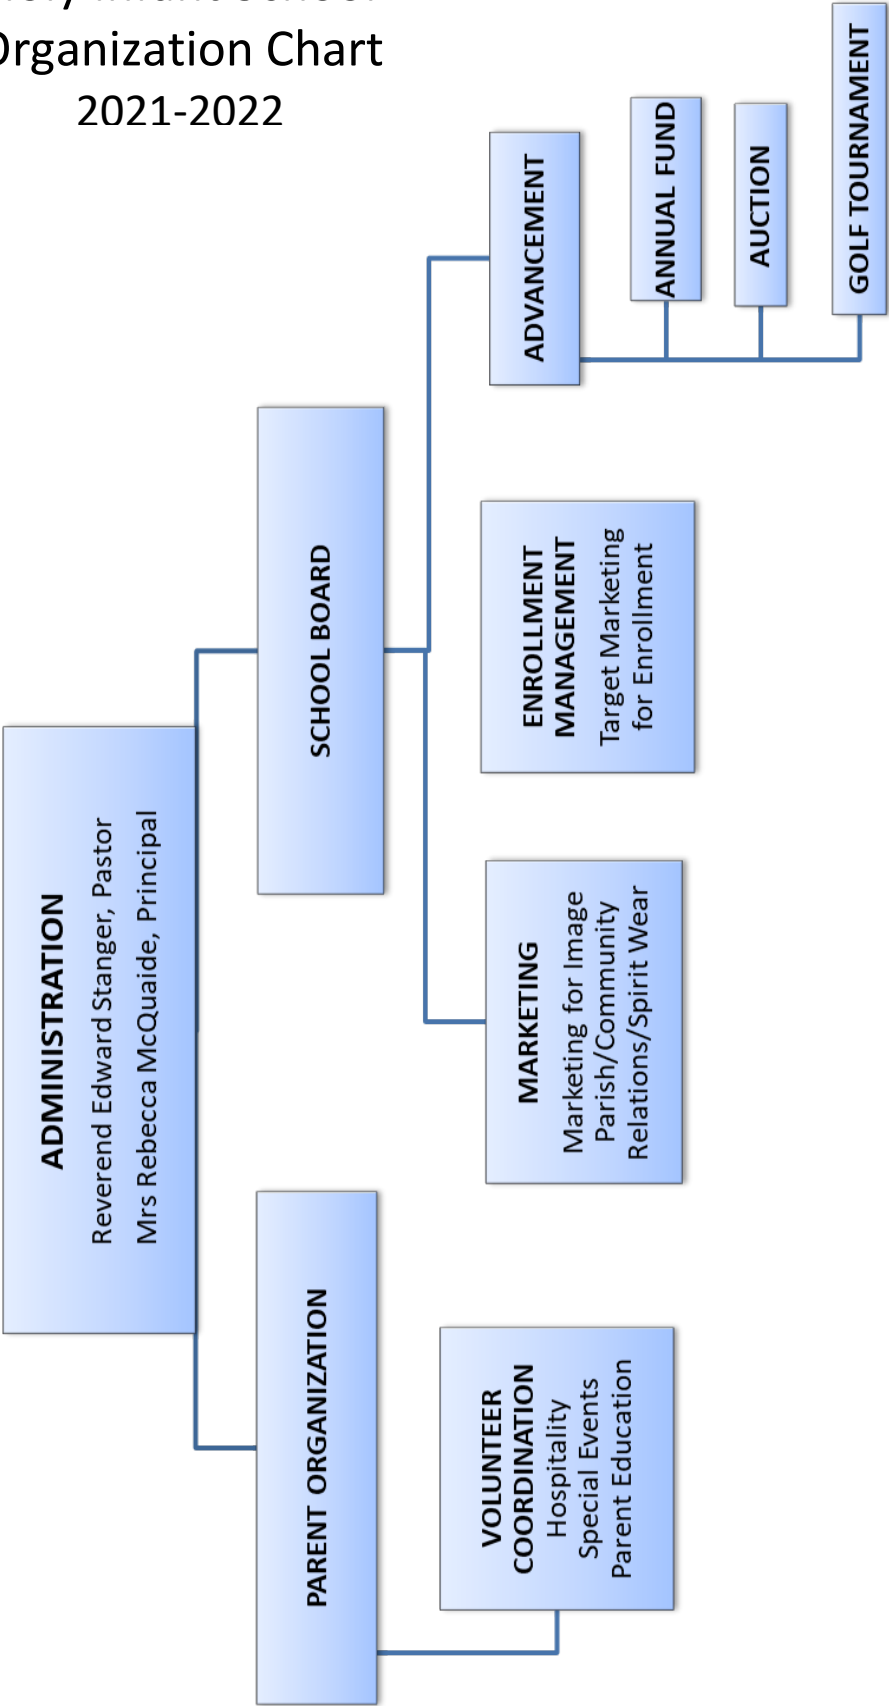 Organization Chart
2021-2022
ADMINISTRATION
Reverend Edward Stanger, Pastor
Mrs Rebecca McQuaide, Principal
PARENT ORGANIZATION
SCHOOL BOARD
VOLUNTEER
COORDINATION
Hospitality
Special Events
Parent Education
MARKETING
Marketing for Image
Parish/Community
Relations/Spirit Wear
ENROLLMENT
MANAGEMENT
Target Marketing
for Enrollment
ADVANCEMENT
ANNUAL FUND
AUCTION
GOLF TOURNAMENT